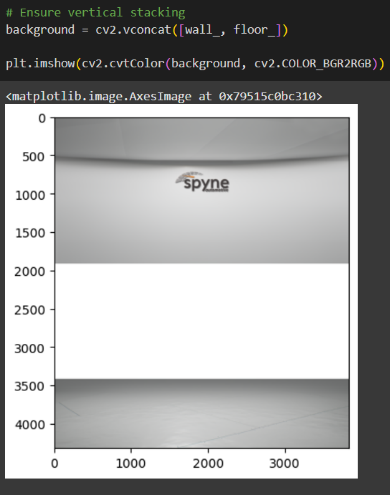 # Ensure vertical stacking
background = cv2.vconcat([wall_, floor_])
plt.imshow(cv2.cvtColor(background, cv2.COLOR_BGR2RGB))
<matplotlib.image.AxesImage at 0x79515c0bc310>
0
500
spyne
1000
1500
2000
2500
3000
3500
4000
0 1000 2000 3000